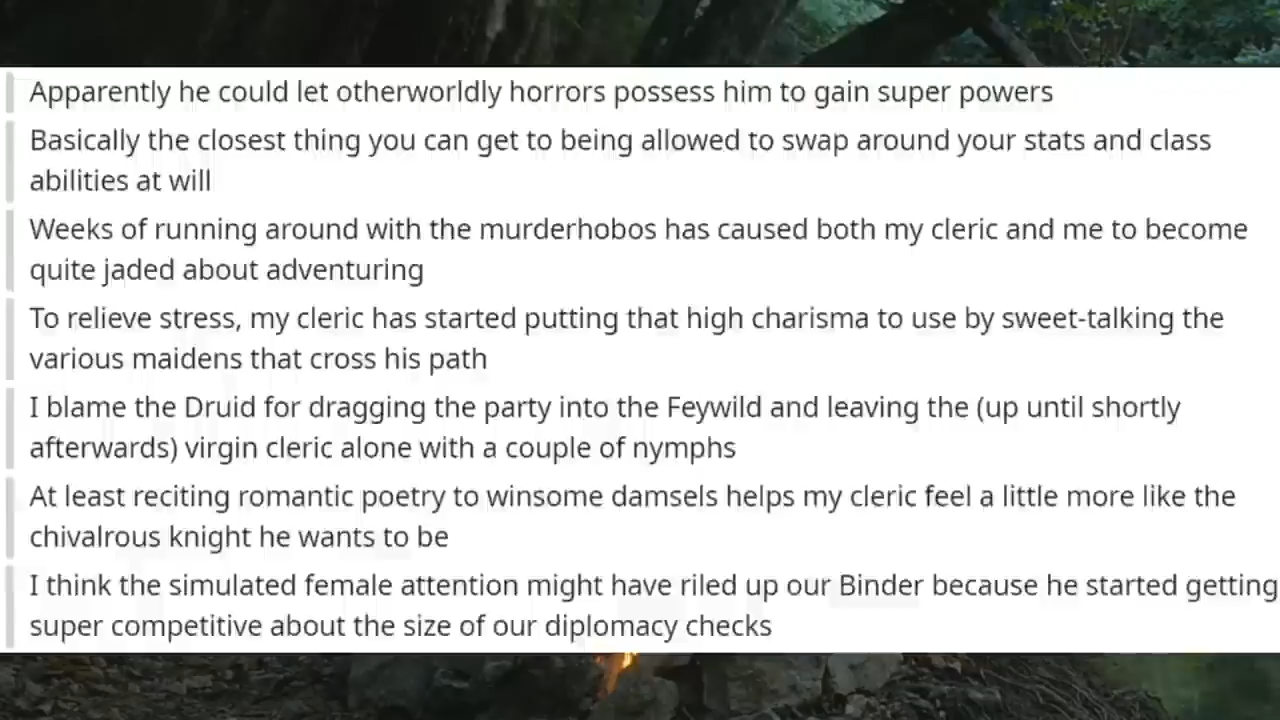 Apparently he could let otherworldly horrors possess him to gain super powers
Basically the closest thing you can get to being allowed to swap around your stats and class
abilities at will
Weeks of running around with the murderhobos has caused both my cleric and me to become
quite jaded about adventuring
To relieve stress, my cleric has started putting that high charisma to use by sweet-talking the
various maidens that cross his path
I blame the Druid for dragging the party into the Feywild and leaving the (up until shortly
afterwards) virgin cleric alone with a couple of nymphs
At least reciting romantic poetry to winsome damsels helps my cleric feel a little more like the
chivalrous knight he wants to be
I think the simulated female attention might have riled up our Binder because he started getting
super competitive about the size of our diplomacy checks